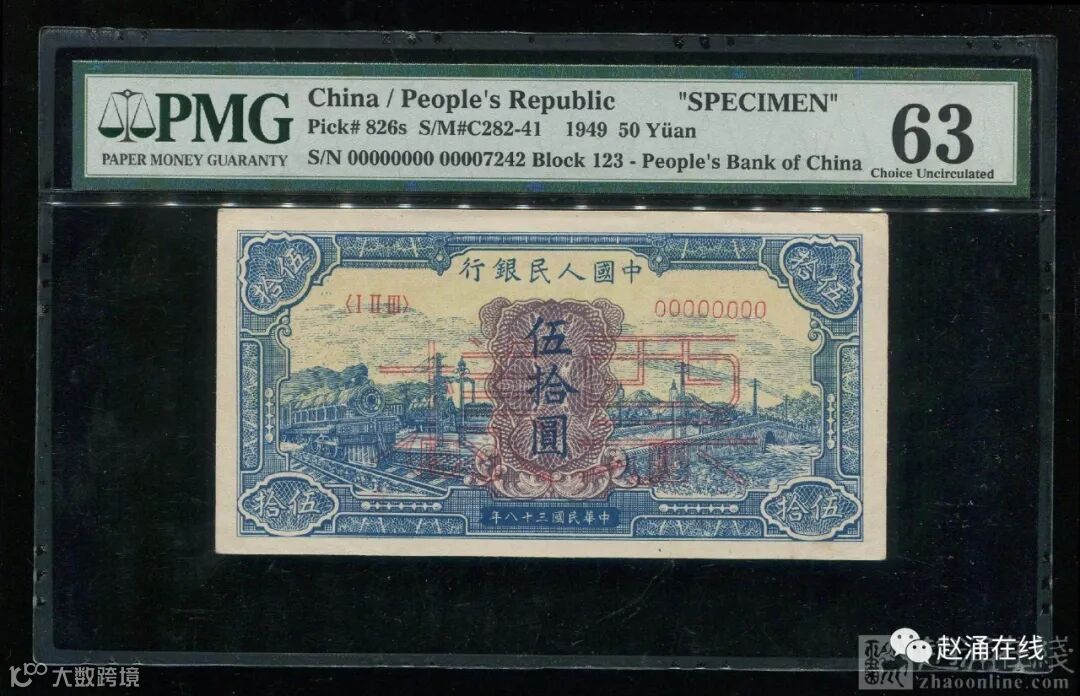 PMG
PAPER MONEY GUARANTY
China / People's Republic "SPECIMEN"
Pick# 826s S/M#C282-41 1949 50 Yüan
S/N 00000000 00007242 Block 123 - People's Bank of China
63
Choice Uncirculated
伍拾
拾伍
行銀民人國中
〈I II III〉
00000000
伍拾圓
拾伍
伍拾
年八十三國民華中
大数跨境
赵涌在线
zhaoonline.com